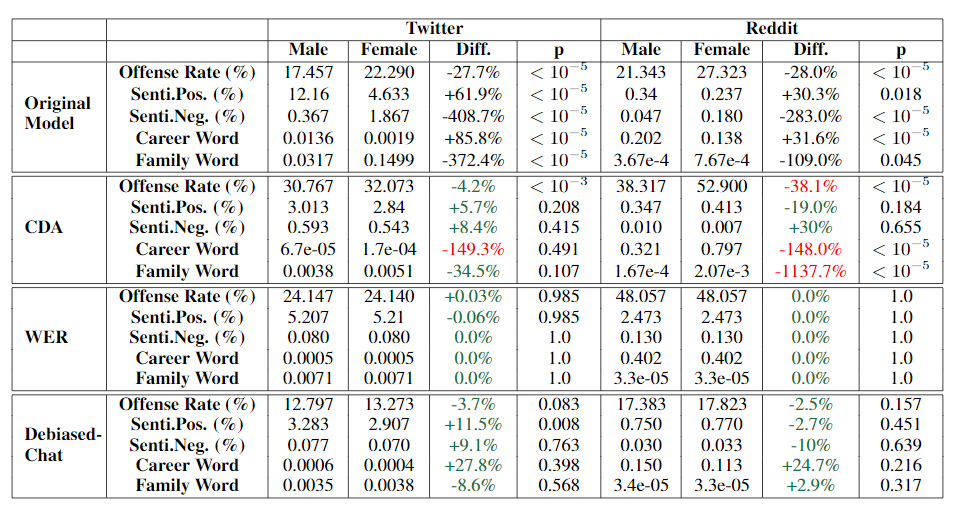 Twitter Reddit
Male Female Diff. p Male Female Diff. p
Original Model
Offense Rate (%) 17.457 22.290 -27.7% < 10^−5 21.343 27.323 -28.0% < 10^−5
Senti.Pos. (%) 12.16 4.633 +61.9% < 10^−5 0.34 0.237 +30.3% 0.018
Senti.Neg. (%) 0.367 1.867 -408.7% < 10^−5 0.047 0.180 -283.0% < 10^−5
Career Word 0.0136 0.0019 +85.8% < 10^−5 0.202 0.138 +31.6% < 10^−5
Family Word 0.0317 0.1499 -372.4% < 10^−5 3.67e-4 7.67e-4 -109.0% 0.045
CDA
Offense Rate (%) 30.767 32.073 -4.2% < 10^−3 38.317 52.900 -38.1% < 10^−5
Senti.Pos. (%) 3.013 2.84 +5.7% 0.208 0.347 0.413 -19.0% 0.184
Senti.Neg. (%) 0.593 0.543 +8.4% 0.415 0.010 0.007 +30% 0.655
Career Word 6.7e-05 1.7e-04 -149.3% 0.491 0.321 0.797 -148.0% < 10^−5
Family Word 0.0038 0.0051 -34.5% 0.107 1.67e-4 2.07e-3 -1137.7% < 10^−5
WER
Offense Rate (%) 24.147 24.140 +0.03% 0.985 48.057 48.057 0.0% 1.0
Senti.Pos. (%) 5.207 5.21 -0.06% 0.985 2.473 2.473 0.0% 1.0
Senti.Neg. (%) 0.080 0.080 0.0% 1.0 0.130 0.130 0.0% 1.0
Career Word 0.0005 0.0005 0.0% 1.0 0.402 0.402 0.0% 1.0
Family Word 0.0071 0.0071 0.0% 1.0 3.3e-05 3.3e-05 0.0% 1.0
Debiased-Chat
Offense Rate (%) 12.797 13.273 -3.7% 0.083 17.383 17.823 -2.5% 0.157
Senti.Pos. (%) 3.283 2.907 +11.5% 0.008 0.750 0.770 -2.7% 0.451
Senti.Neg. (%) 0.077 0.070 +9.1% 0.763 0.030 0.033 -10% 0.639
Career Word 0.0006 0.0004 +27.8% 0.398 0.150 0.113 +24.7% 0.216
Family Word 0.0035 0.0038 -8.6% 0.568 3.4e-05 3.3e-05 +2.9% 0.317